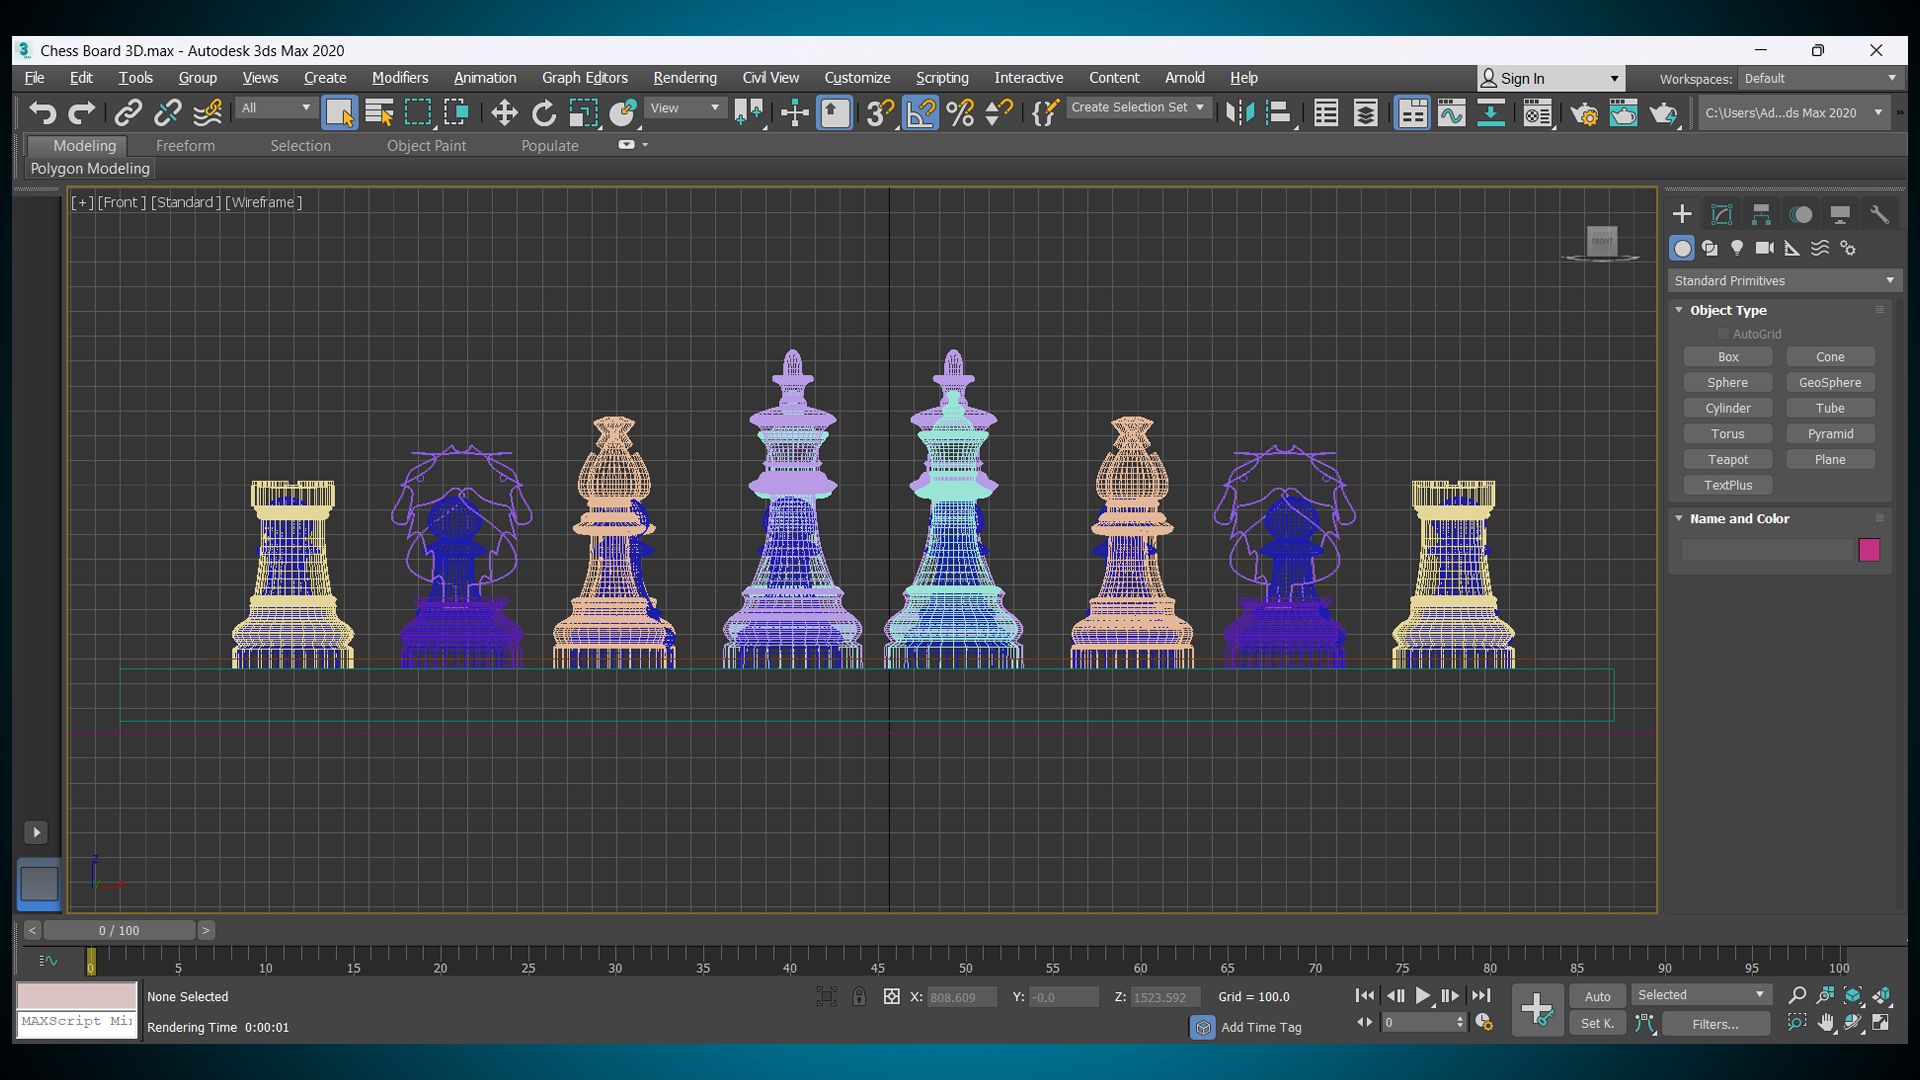 Chess Board 3D.max - Autodesk 3ds Max 2020
File Edit Tools Group Views Create Modifiers Animation Graph Editors Rendering Civil View Customize Scripting Interactive Content Arnold Help Sign In Workspaces: Default
All View Create Selection Set C:\Users\Ad...ds Max 2020
Modeling Freeform Selection Object Paint Populate
Polygon Modeling
[+] [Front ] [Standard ] [Wireframe ]
FRONT
Standard Primitives
Object Type
AutoGrid
Box Cone
Sphere GeoSphere
Cylinder Tube
Torus Pyramid
Teapot Plane
TextPlus
Name and Color
z
x
< 0 / 100 >
0 5 10 15 20 25 30 35 40 45 50 55 60 65 70 75 80 85 90 95 100
None Selected X: 808.609 Y: -0.0 Z: 1523.592 Grid = 100.0 Auto Selected
MAXScript Mi
Rendering Time 0:00:01 Add Time Tag 0 Set K. Filters...